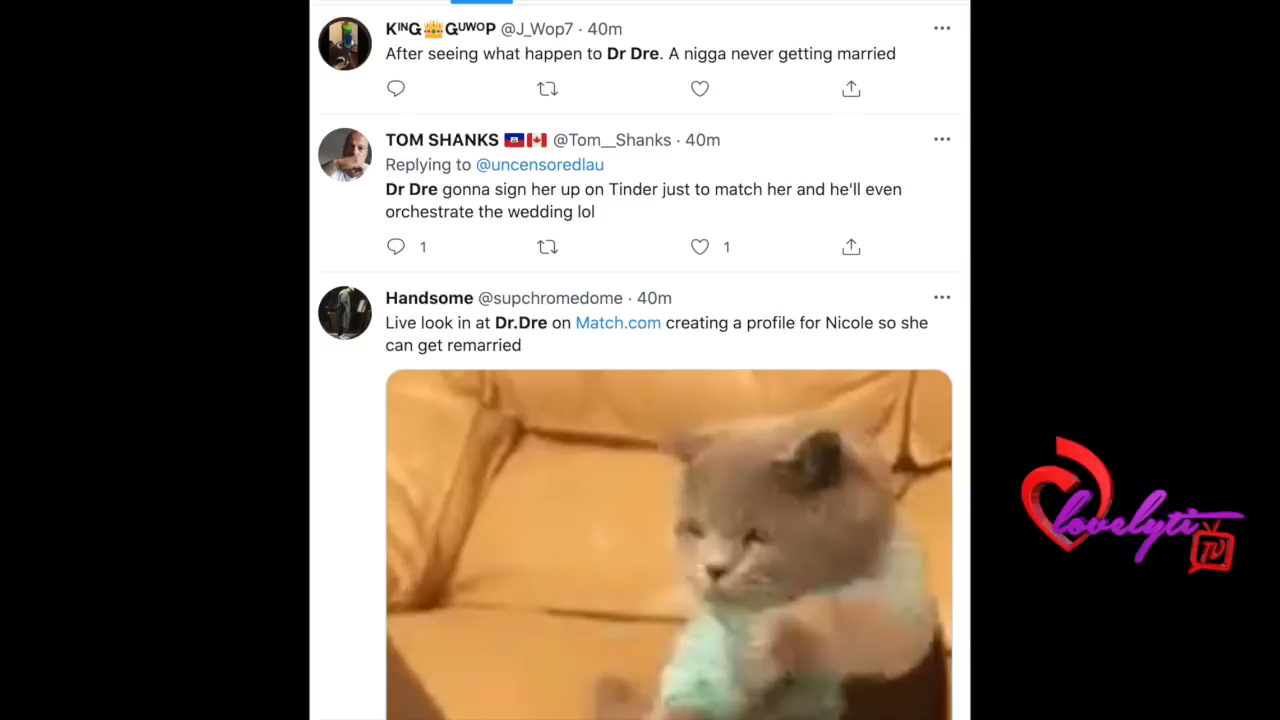 KᴵᴺG👑GᵁᵂᴼP @J_Wop7 · 40m
After seeing what happen to Dr Dre. A nigga never getting married
TOM SHANKS 🇭🇹🇨🇦 @Tom__Shanks · 40m
Replying to @uncensoredlau
Dr Dre gonna sign her up on Tinder just to match her and he'll even
orchestrate the wedding lol
1
1
Handsome @supchromedome · 40m
Live look in at Dr.Dre on Match.com creating a profile for Nicole so she
can get remarried
lovelyti
TV